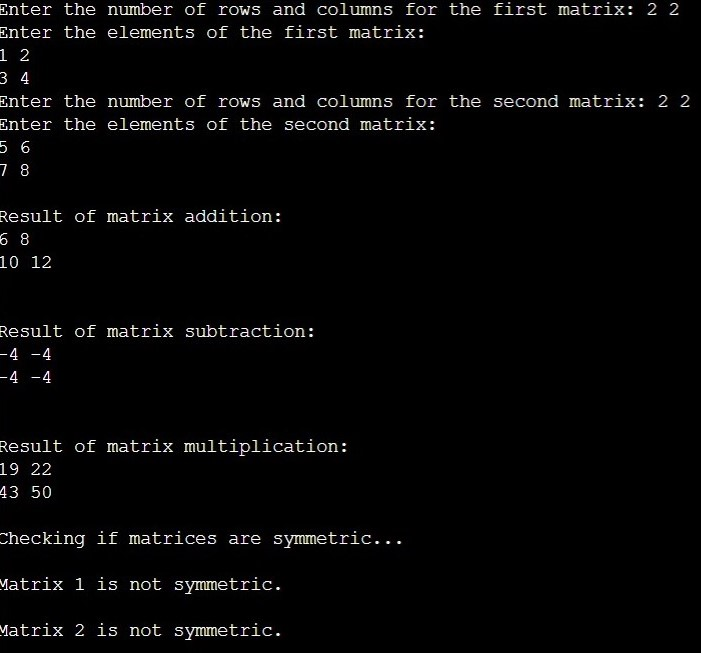 Enter the number of rows and columns for the first matrix: 2 2
Enter the elements of the first matrix:
1 2
3 4
Enter the number of rows and columns for the second matrix: 2 2
Enter the elements of the second matrix:
5 6
7 8
Result of matrix addition:
6 8
10 12
Result of matrix subtraction:
-4 -4
-4 -4
Result of matrix multiplication:
19 22
43 50
Checking if matrices are symmetric...
Matrix 1 is not symmetric.
Matrix 2 is not symmetric.